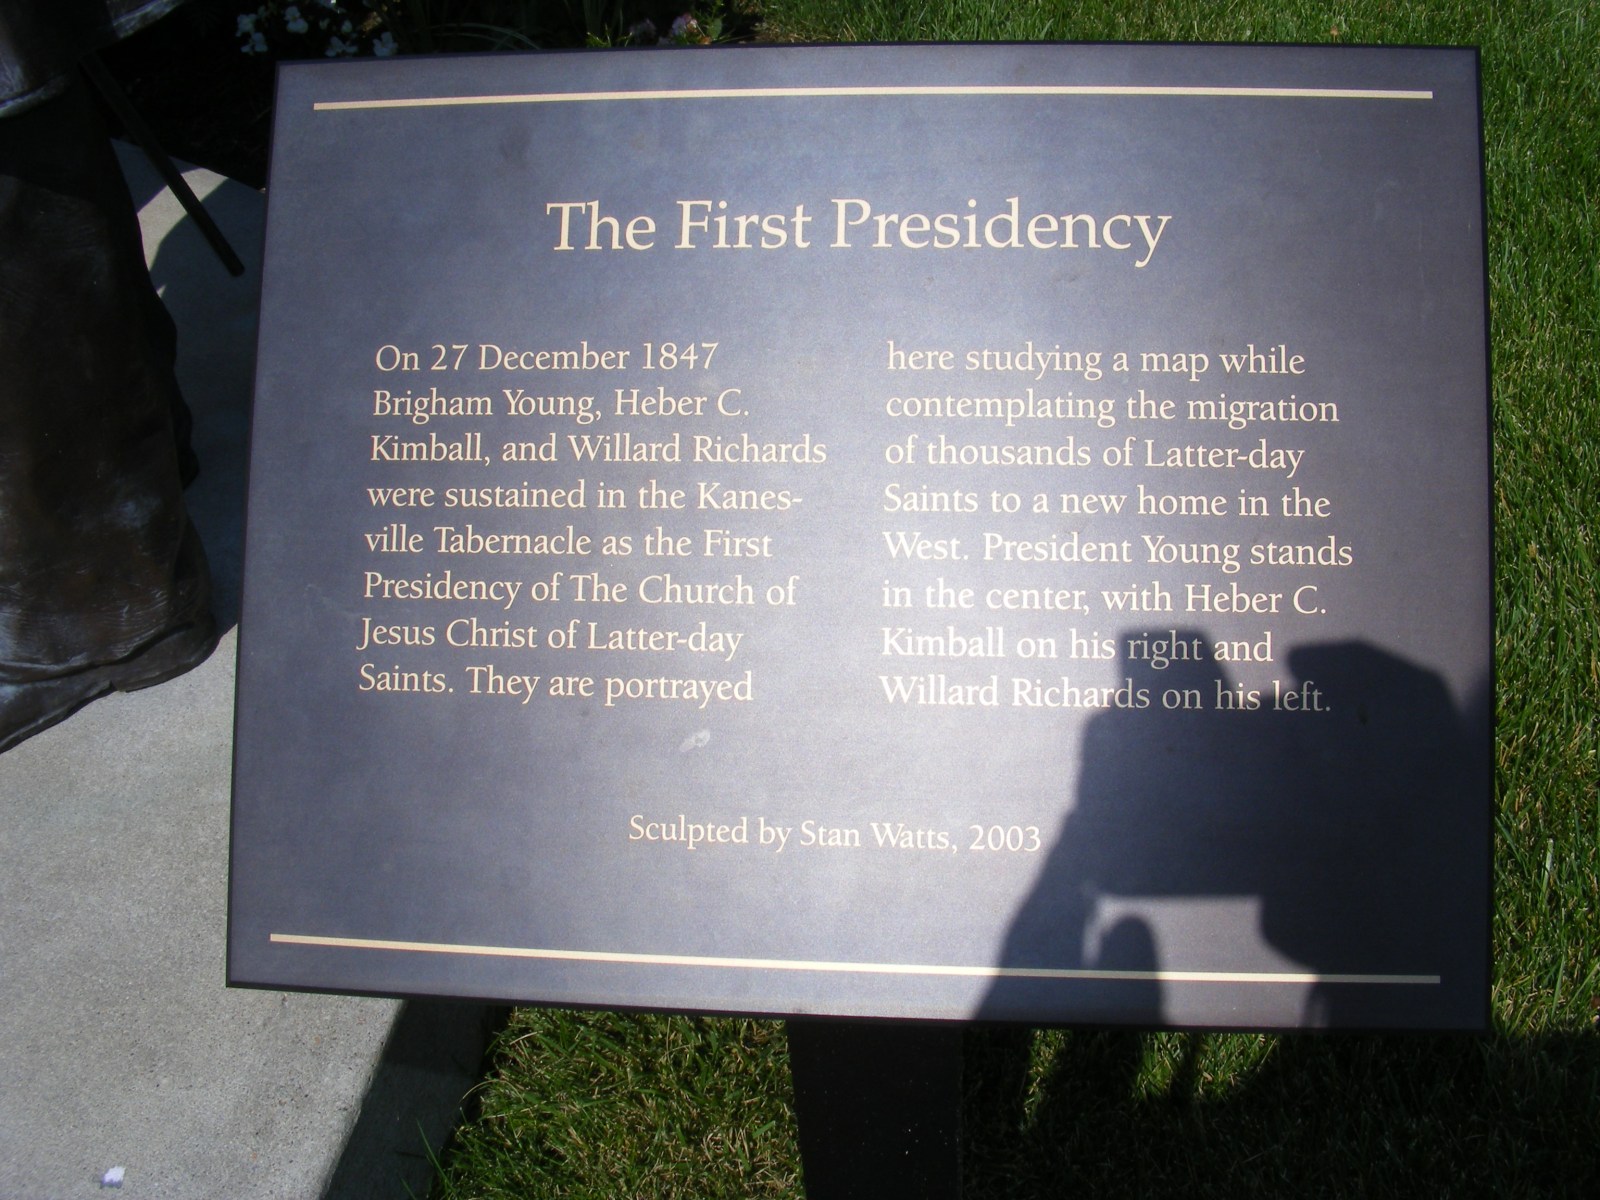 The First Presidency
On 27 December 1847
Brigham Young, Heber C.
Kimball, and Willard Richards
were sustained in the Kanes-
ville Tabernacle as the First
Presidency of The Church of
Jesus Christ of Latter-day
Saints. They are portrayed
here studying a map while
contemplating the migration
of thousands of Latter-day
Saints to a new home in the
West. President Young stands
in the center, with Heber C.
Kimball on his right and
Willard Richards on his left.
Sculpted by Stan Watts, 2003